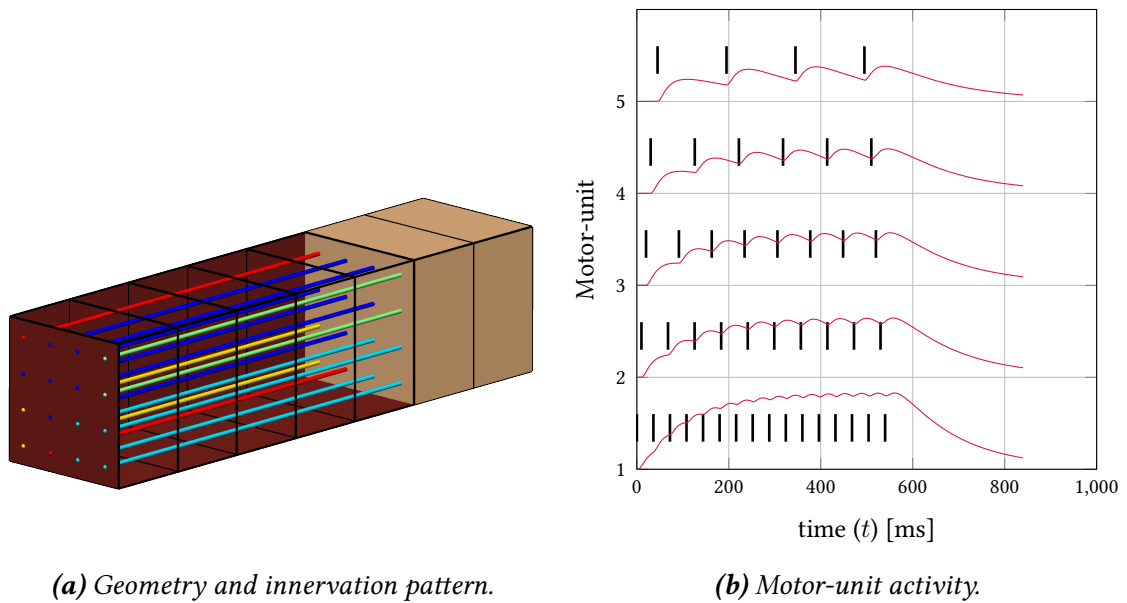 5
4
3
2
1
Motor-unit
0
200
400
600
800
1,000
time (t) [ms]
(a) Geometry and innervation pattern.
(b) Motor-unit activity.